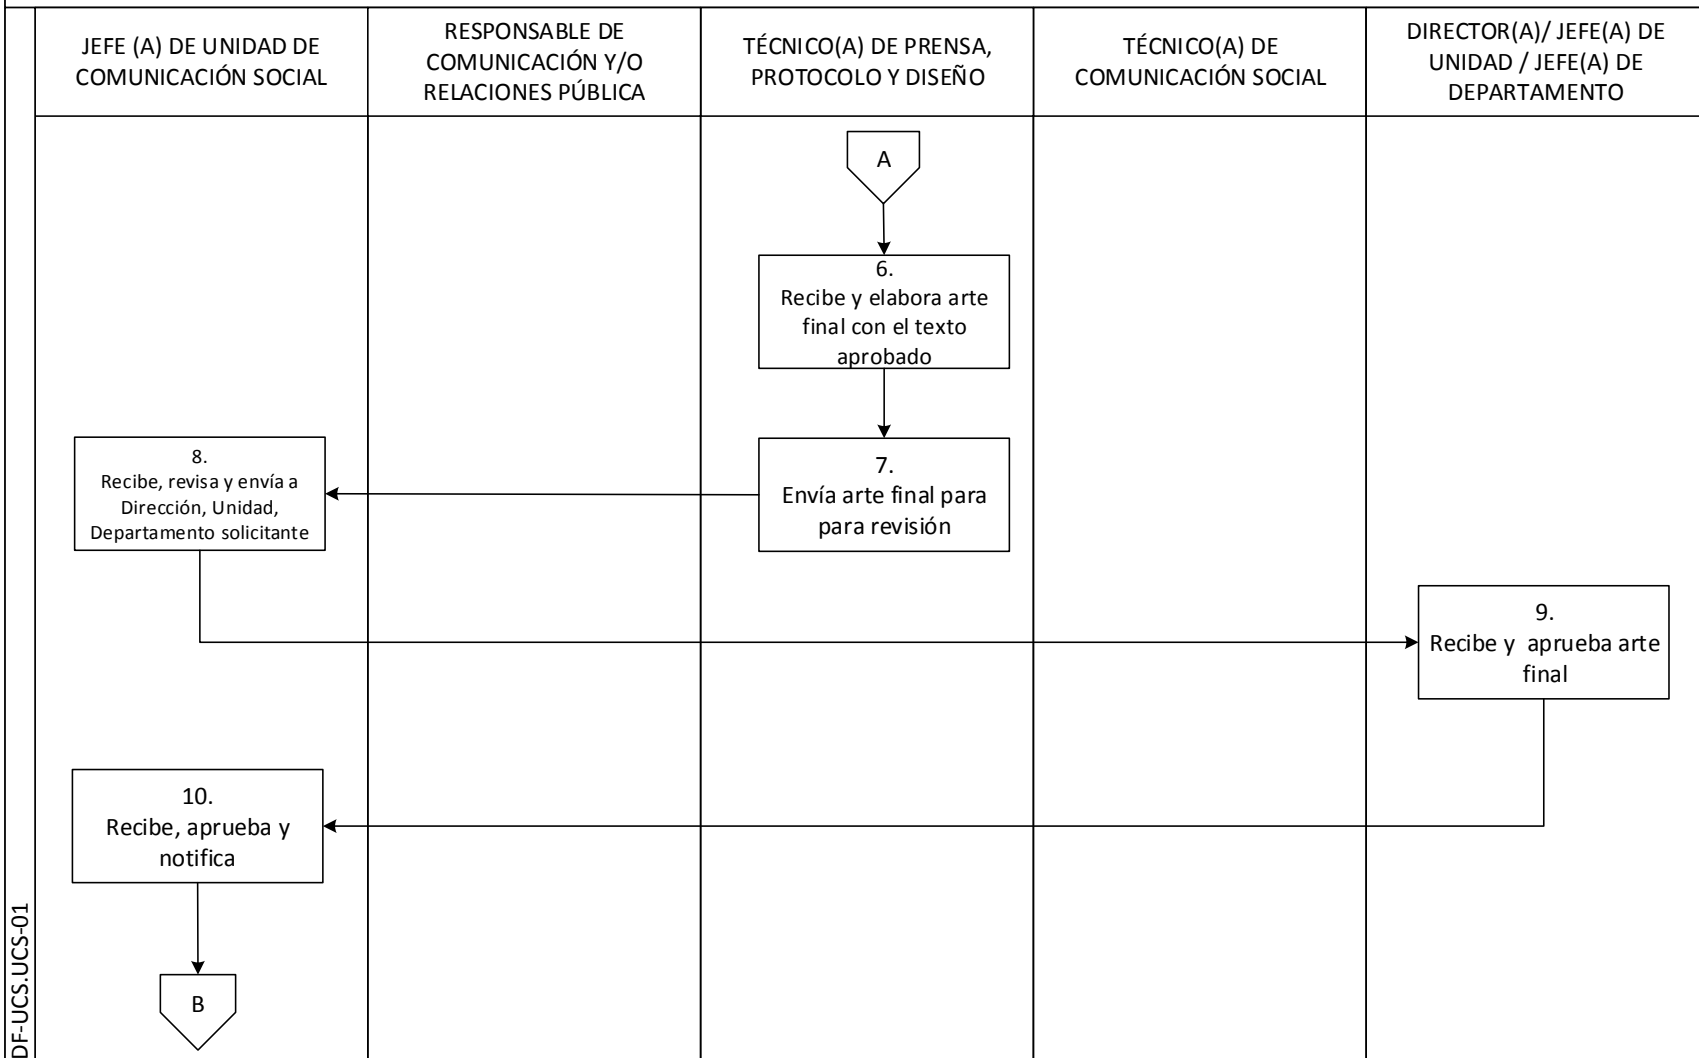 JEFE (A) DE UNIDAD DE
COMUNICACIÓN SOCIAL
RESPONSABLE DE
COMUNICACIÓN Y/O
RELACIONES PÚBLICA
TÉCNICO(A) DE PRENSA,
PROTOCOLO Y DISEÑO
TÉCNICO(A) DE
COMUNICACIÓN SOCIAL
DIRECTOR(A)/ JEFE(A) DE
UNIDAD / JEFE(A) DE
DEPARTAMENTO
A
6.
Recibe y elabora arte
final con el texto
aprobado
7.
Envía arte final para
para revisión
8.
Recibe, revisa y envía a
Dirección, Unidad,
Departamento solicitante
9.
Recibe y  aprueba arte
final
10.
Recibe, aprueba y
notifica
B
DF-UCS.UCS-01